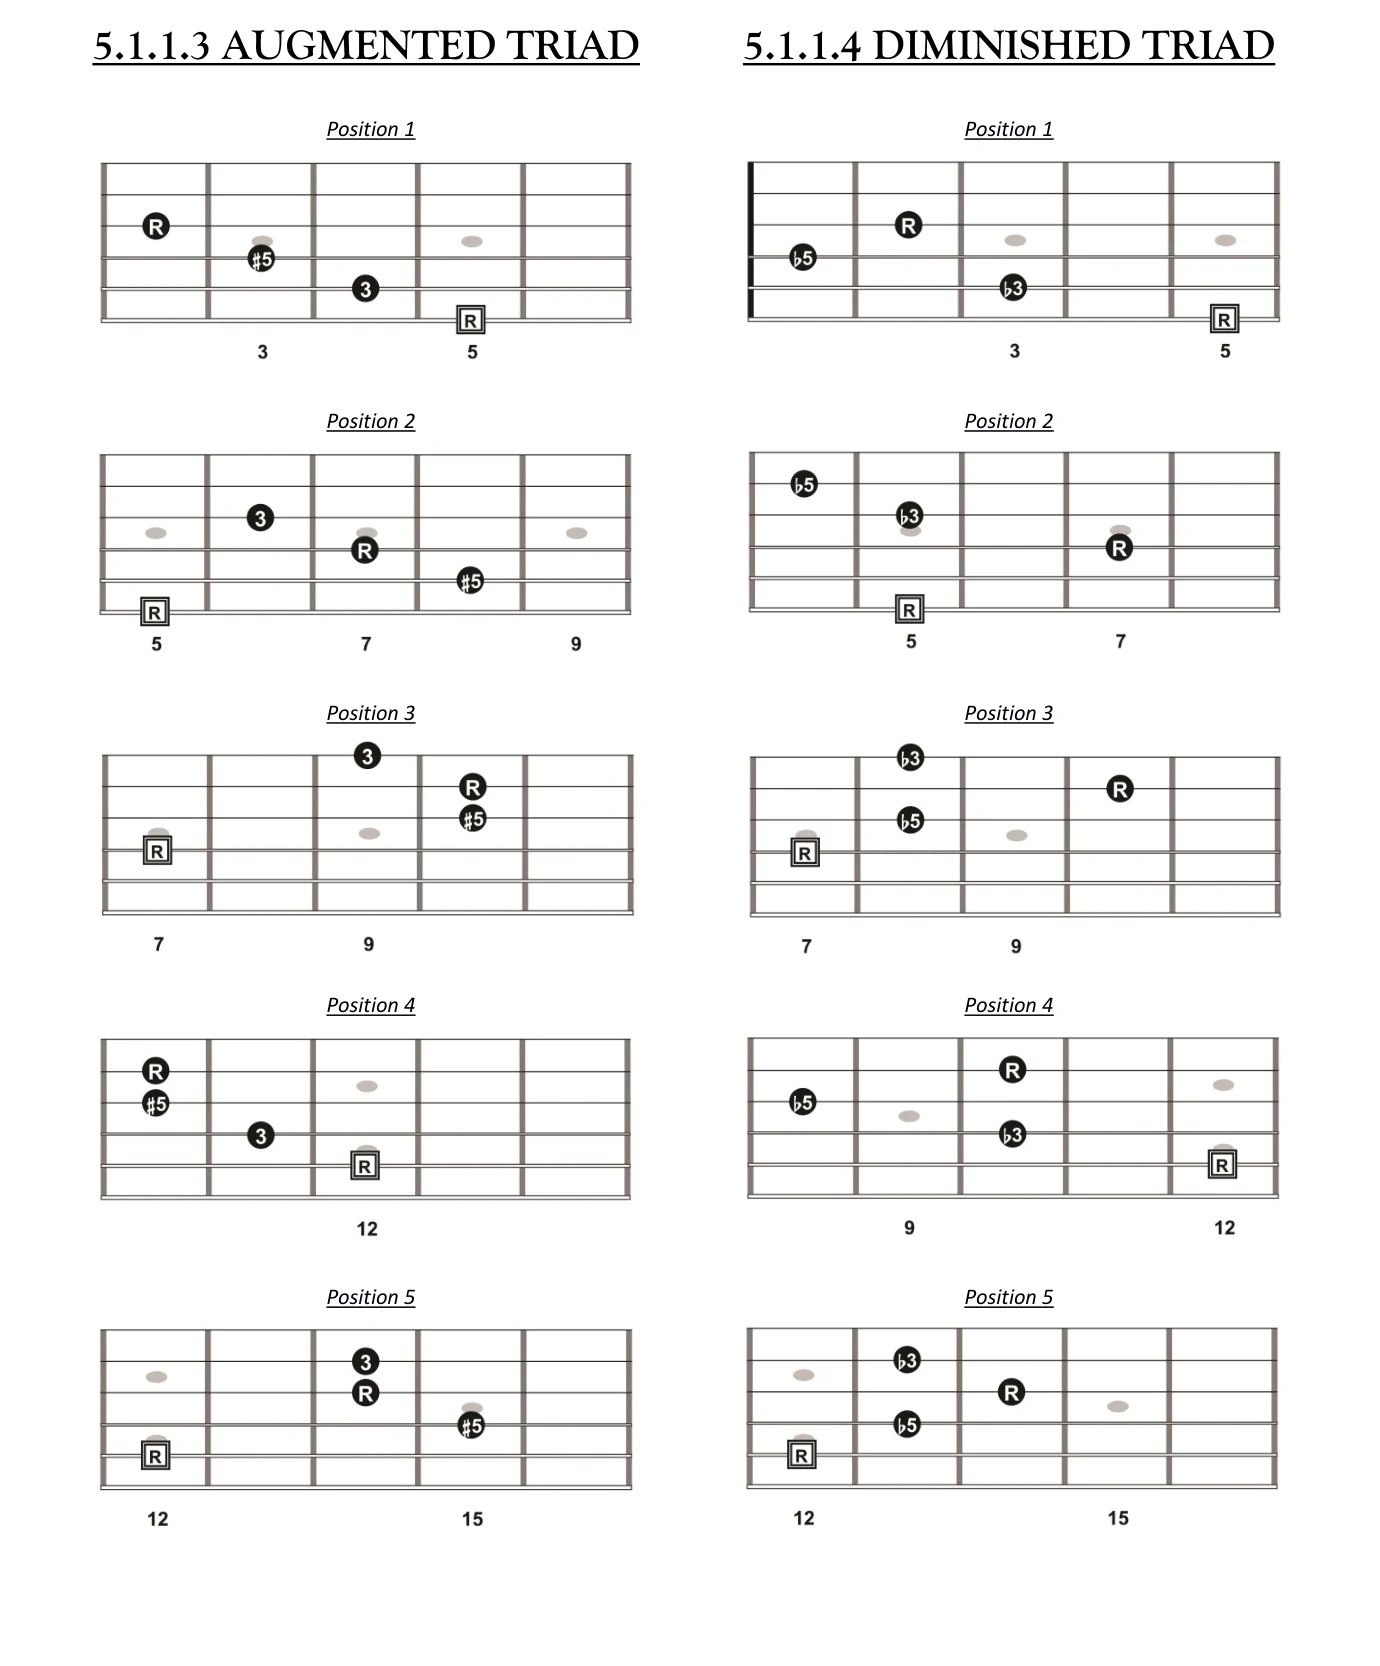 5.1.1.3 AUGMENTED TRIAD
Position 1
R
♯5
3
R
3 5
Position 2
3
R
♯5
R
5 7 9
Position 3
3
R
♯5
R
7 9
Position 4
R
♯5
3
R
12
Position 5
3
R
♯5
R
12 15
5.1.1.4 DIMINISHED TRIAD
Position 1
R
♭5
♭3
R
3 5
Position 2
♭5
♭3
R
R
5 7
Position 3
♭3
R
♭5
R
7 9
Position 4
R
♭5
♭3
R
9 12
Position 5
♭3
R
♭5
R
12 15